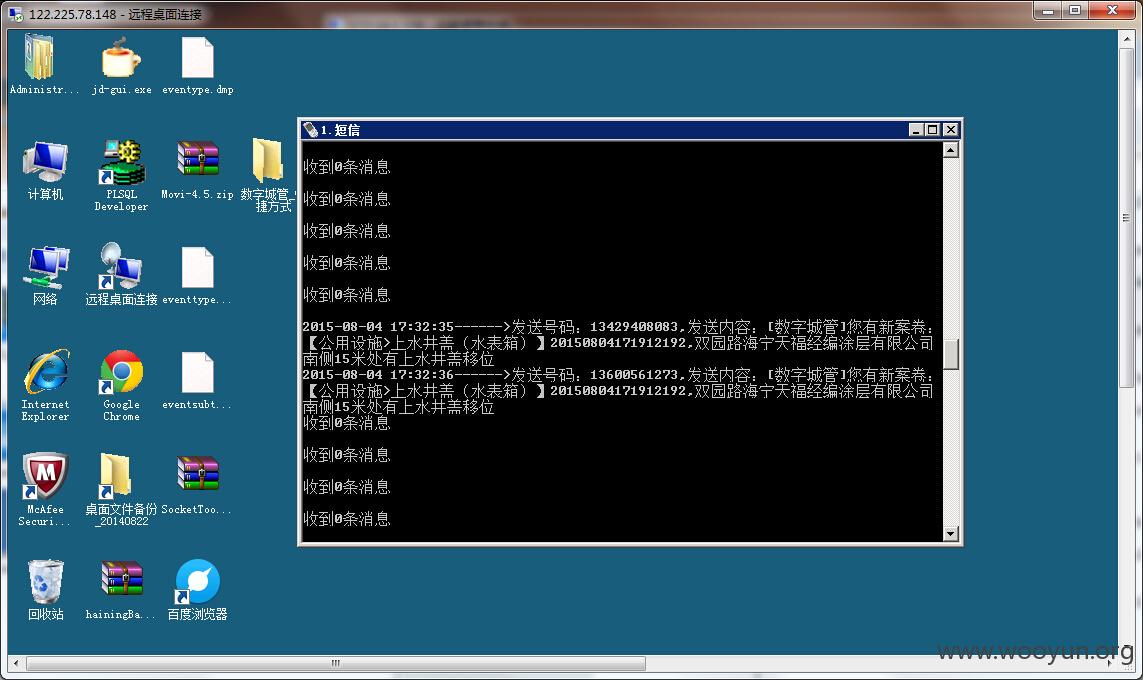 122.225.78.148 - 远程桌面连接
Administr...
jd-gui.exe
eventype.dmp
计算机
PLSQL
Developer
Movi-4.5.zip
数字城管_
捷方式
网络
远程桌面连接
eventtype...
Internet
Explorer
Google
Chrome
eventsubt...
McAfee
Securi...
桌面文件备份
_20140822
SocketToo...
回收站
hainingBa...
百度浏览器
1.短信
收到0条消息
收到0条消息
收到0条消息
收到0条消息
收到0条消息
2015-08-04 17:32:35------>发送号码：13429408083,发送内容：[数字城管]您有新案卷：
【公用设施>上水井盖（水表箱）】20150804171912192,双园路海宁天福经编涂层有限公司
南侧15米处有上水井盖移位
2015-08-04 17:32:36------>发送号码：13600561273,发送内容：[数字城管]您有新案卷：
【公用设施>上水井盖（水表箱）】20150804171912192,双园路海宁天福经编涂层有限公司
南侧15米处有上水井盖移位
收到0条消息
收到0条消息
收到0条消息
收到0条消息
www.wooyun.org